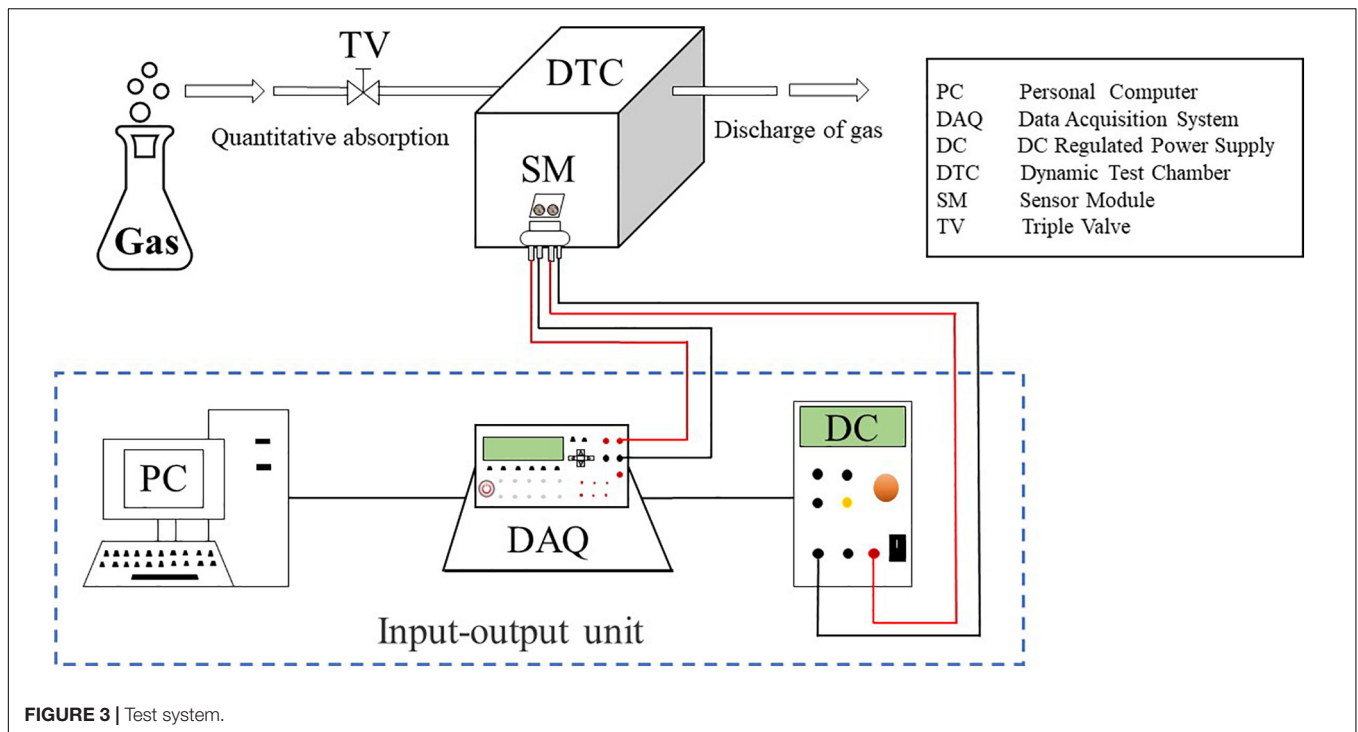 TV
DTC
Quantitative absorption
Discharge of gas
SM
Gas
PC Personal Computer
DAQ Data Acquisition System
DC DC Regulated Power Supply
DTC Dynamic Test Chamber
SM Sensor Module
TV Triple Valve
PC
DAQ
DC
Input-output unit
FIGURE 3 | Test system.